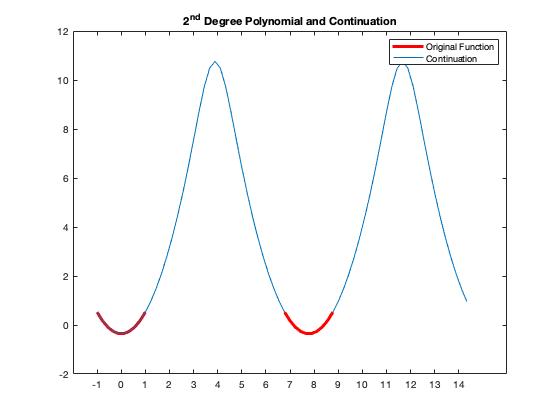 2nd Degree Polynomial and Continuation
Original Function
Continuation
12
10
8
6
4
2
0
-2
-1 0 1 2 3 4 5 6 7 8 9 10 11 12 13 14